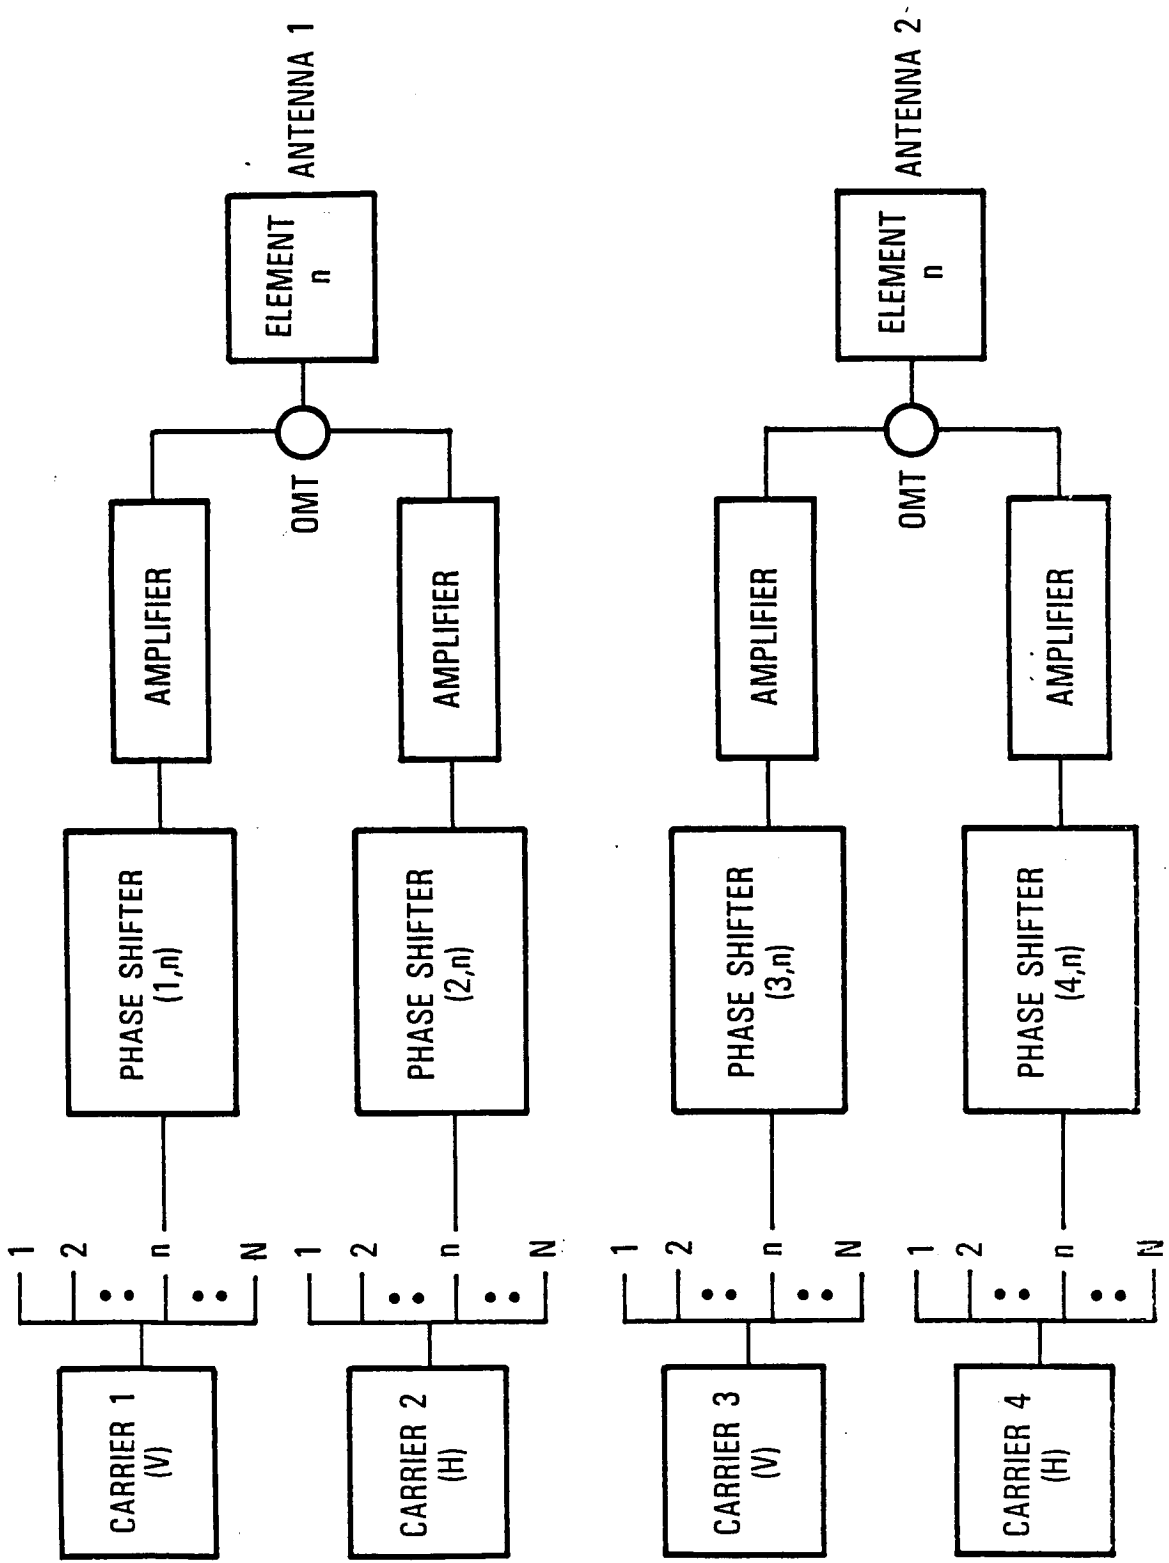 CARRIER 1
(V)
1
2
n
N
PHASE SHIFTER
(1,n)
AMPLIFIER
CARRIER 2
(H)
1
2
n
N
PHASE SHIFTER
(2,n)
AMPLIFIER
OMT
ELEMENT
n
ANTENNA 1
CARRIER 3
(V)
1
2
n
N
PHASE SHIFTER
(3,n)
AMPLIFIER
CARRIER 4
(H)
1
2
n
N
PHASE SHIFTER
(4,n)
AMPLIFIER
OMT
ELEMENT
n
ANTENNA 2